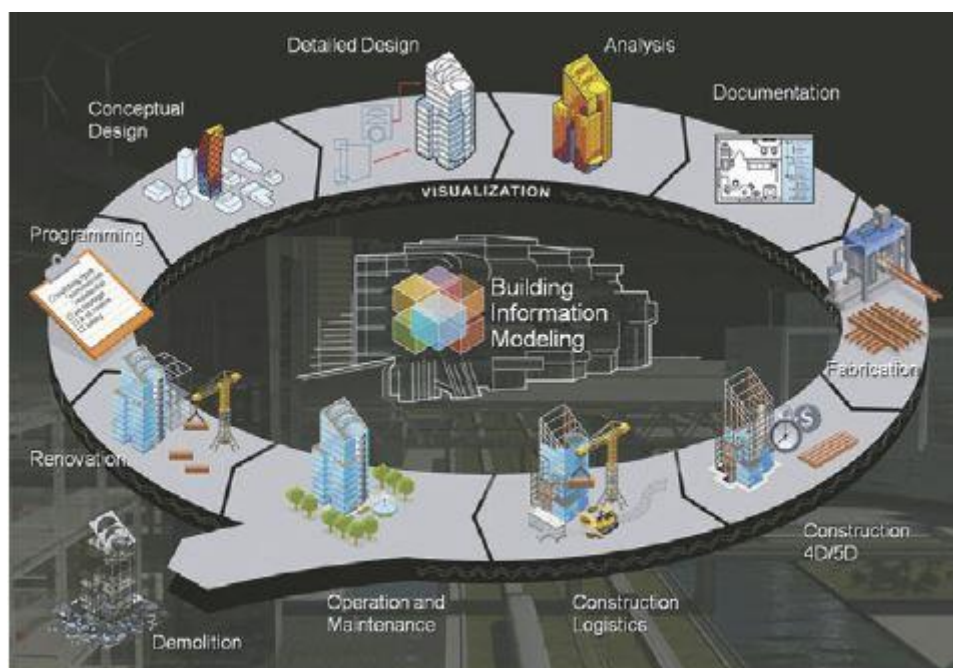 Detailed Design
Analysis
Conceptual
Design
Documentation
VISUALIZATION
Programming
Building
Information
Modeling
Fabrication
Renovation
Construction
4D/5D
Operation and
Maintenance
Construction
Logistics
Demolition
$